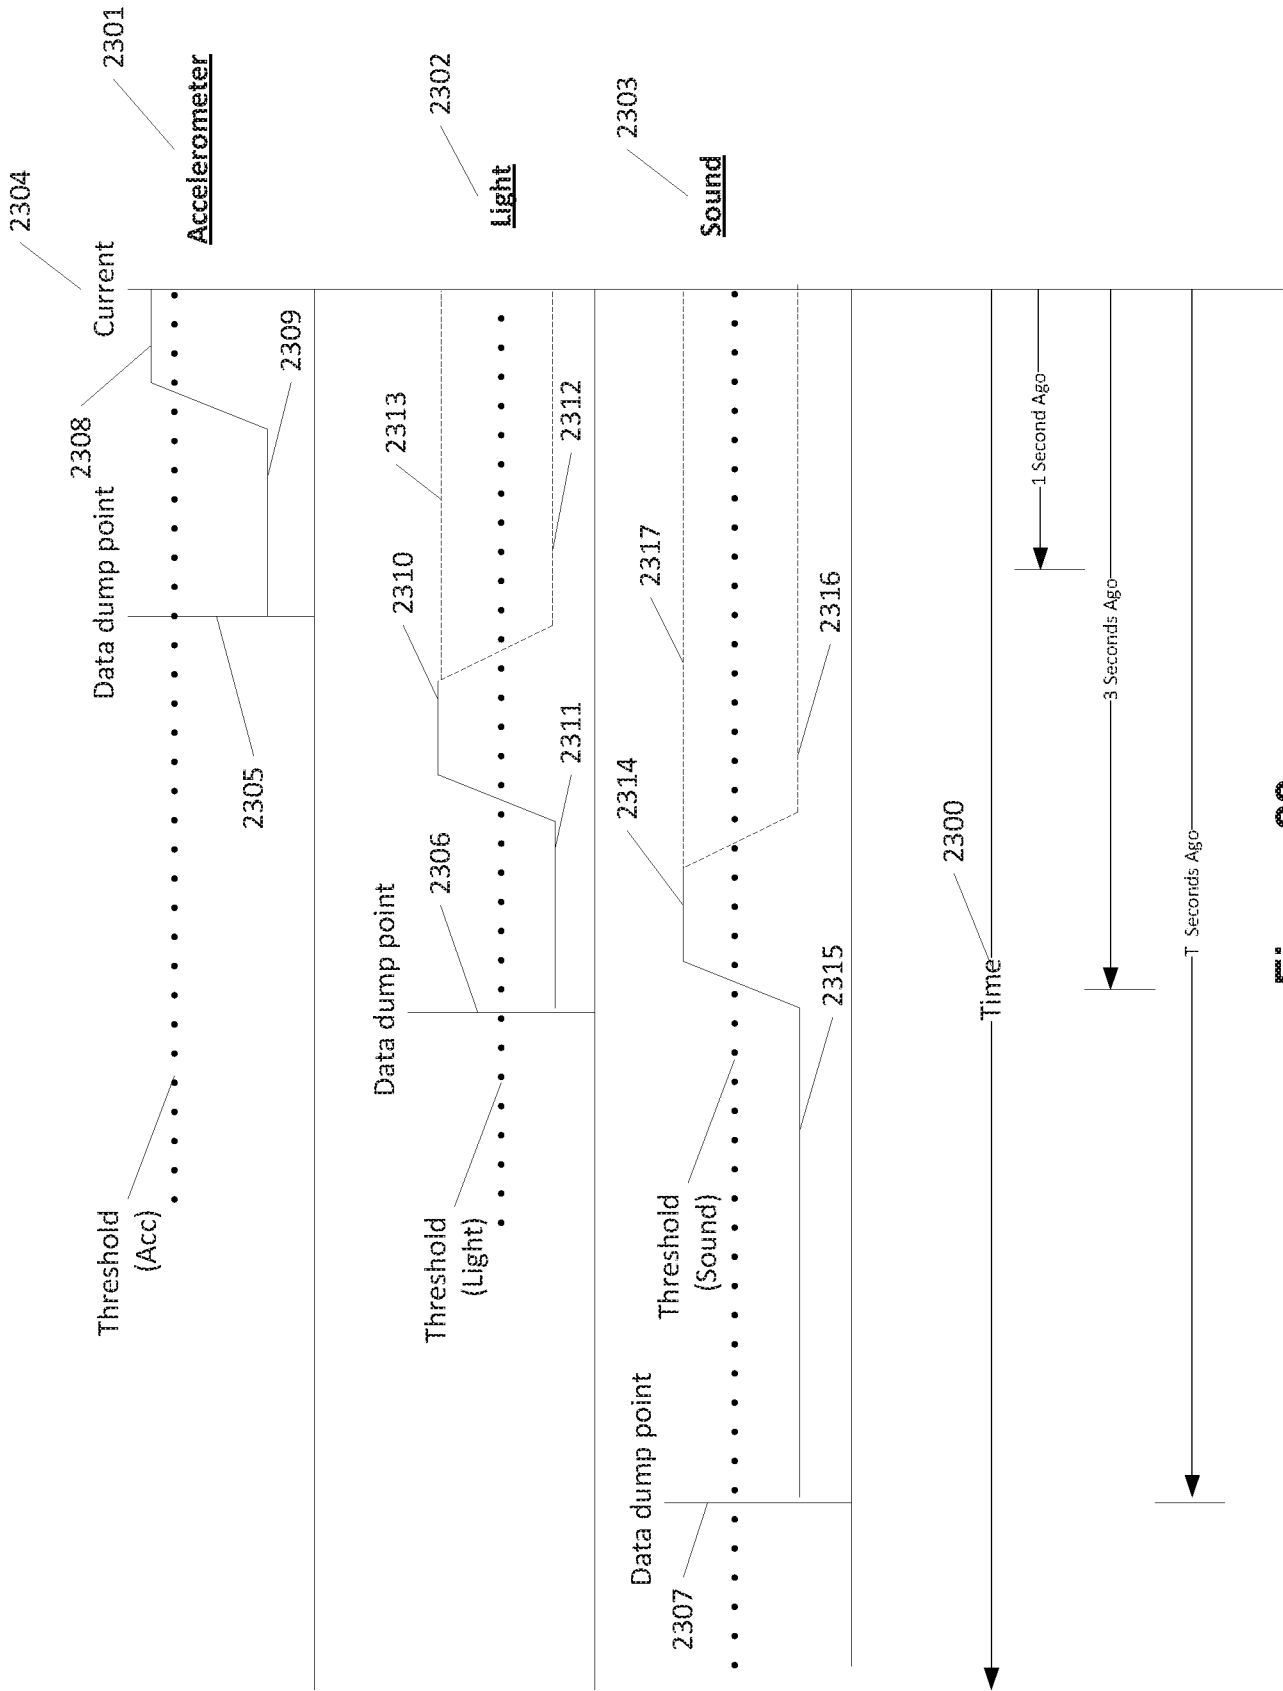 2304
Current
2301
Accelerometer
2308
2309
Data dump point
2305
Threshold
(Acc)
2302
Light
2313
2312
2310
2311
2306
Data dump point
Threshold
(Light)
2303
Sound
2317
2316
2314
2315
Threshold
(Sound)
Data dump point
2307
2300
Time
1 Second Ago
3 Seconds Ago
T Seconds Ago